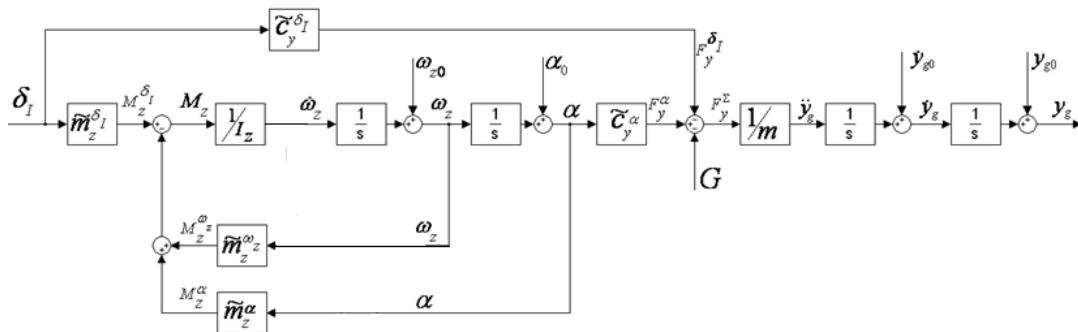 c̃_y^{δ_I}
F_y^{δ_I}
ω_{z0} α_0 ẏ_{g0} y_{g0}
δ_I m̃_z^{δ_I} M_z^{δ_I} − M_z 1/I_z ω̇_z 1/s + + ω_z 1/s + + α c̃_y^α F_y^α − F_y^Σ 1/m ÿ_g 1/s + + ẏ_g 1/s + + y_g
G
+ + M_z^{ω_z} m̃_z^{ω_z} ω_z
M_z^α m̃_z^α α